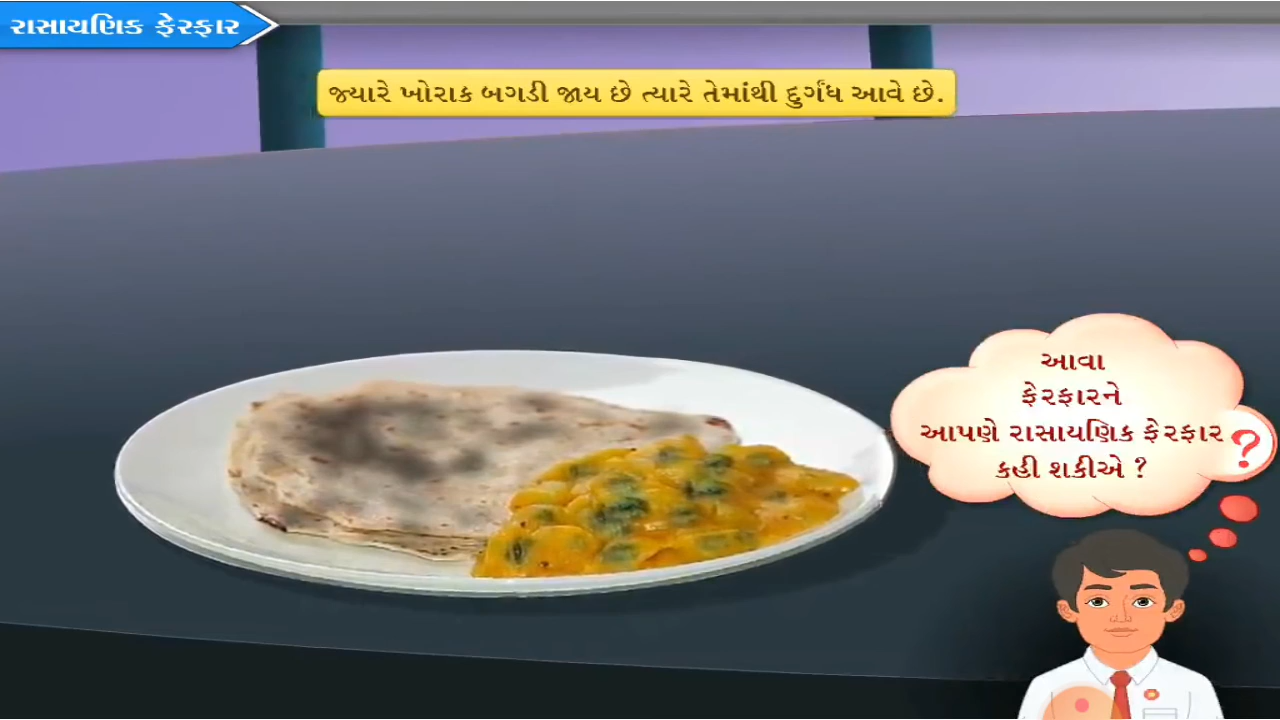 રાસાયણિક ફેરફાર
જ્યારે ખોરાક બગડી જાય છે ત્યારે તેમાંથી દુર્ગંધ આવે છે.
આવા
ફેરફારને
આપણે રાસાયણિક ફેરફાર
કહી શકીએ ?
?